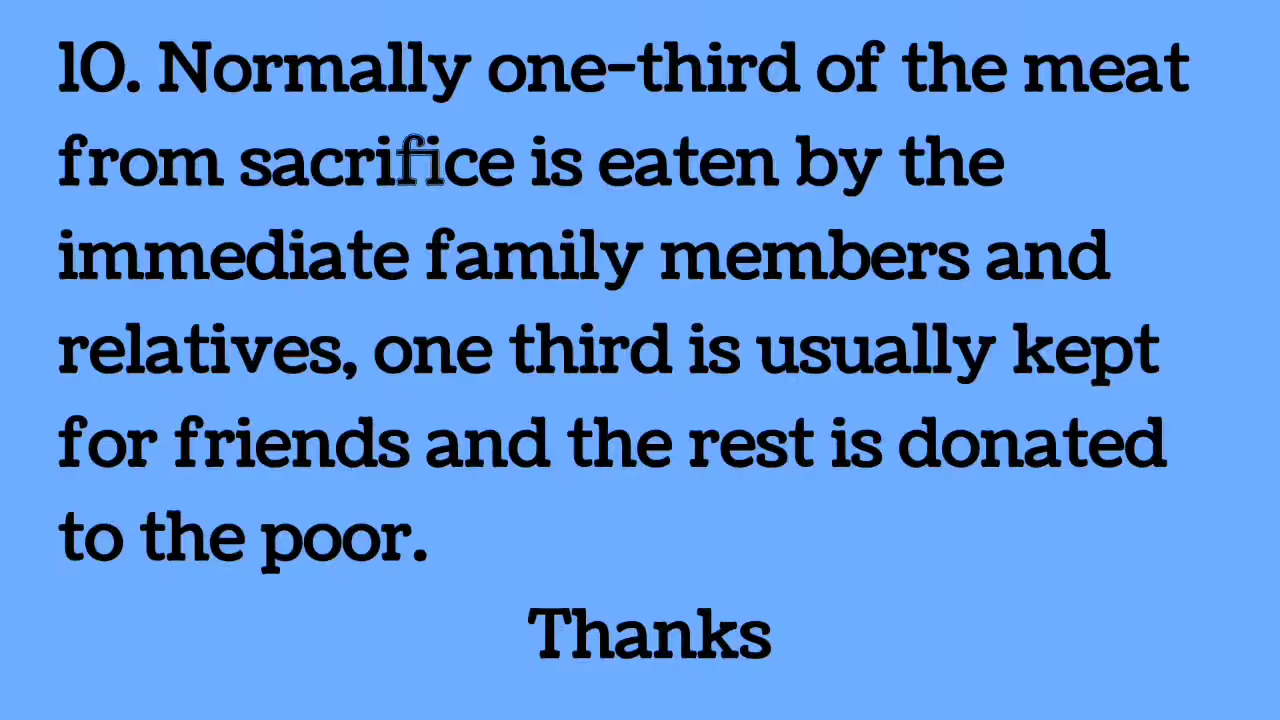 10. Normally one-third of the meat
from sacrifice is eaten by the
immediate family members and
relatives, one third is usually kept
for friends and the rest is donated
to the poor.
Thanks